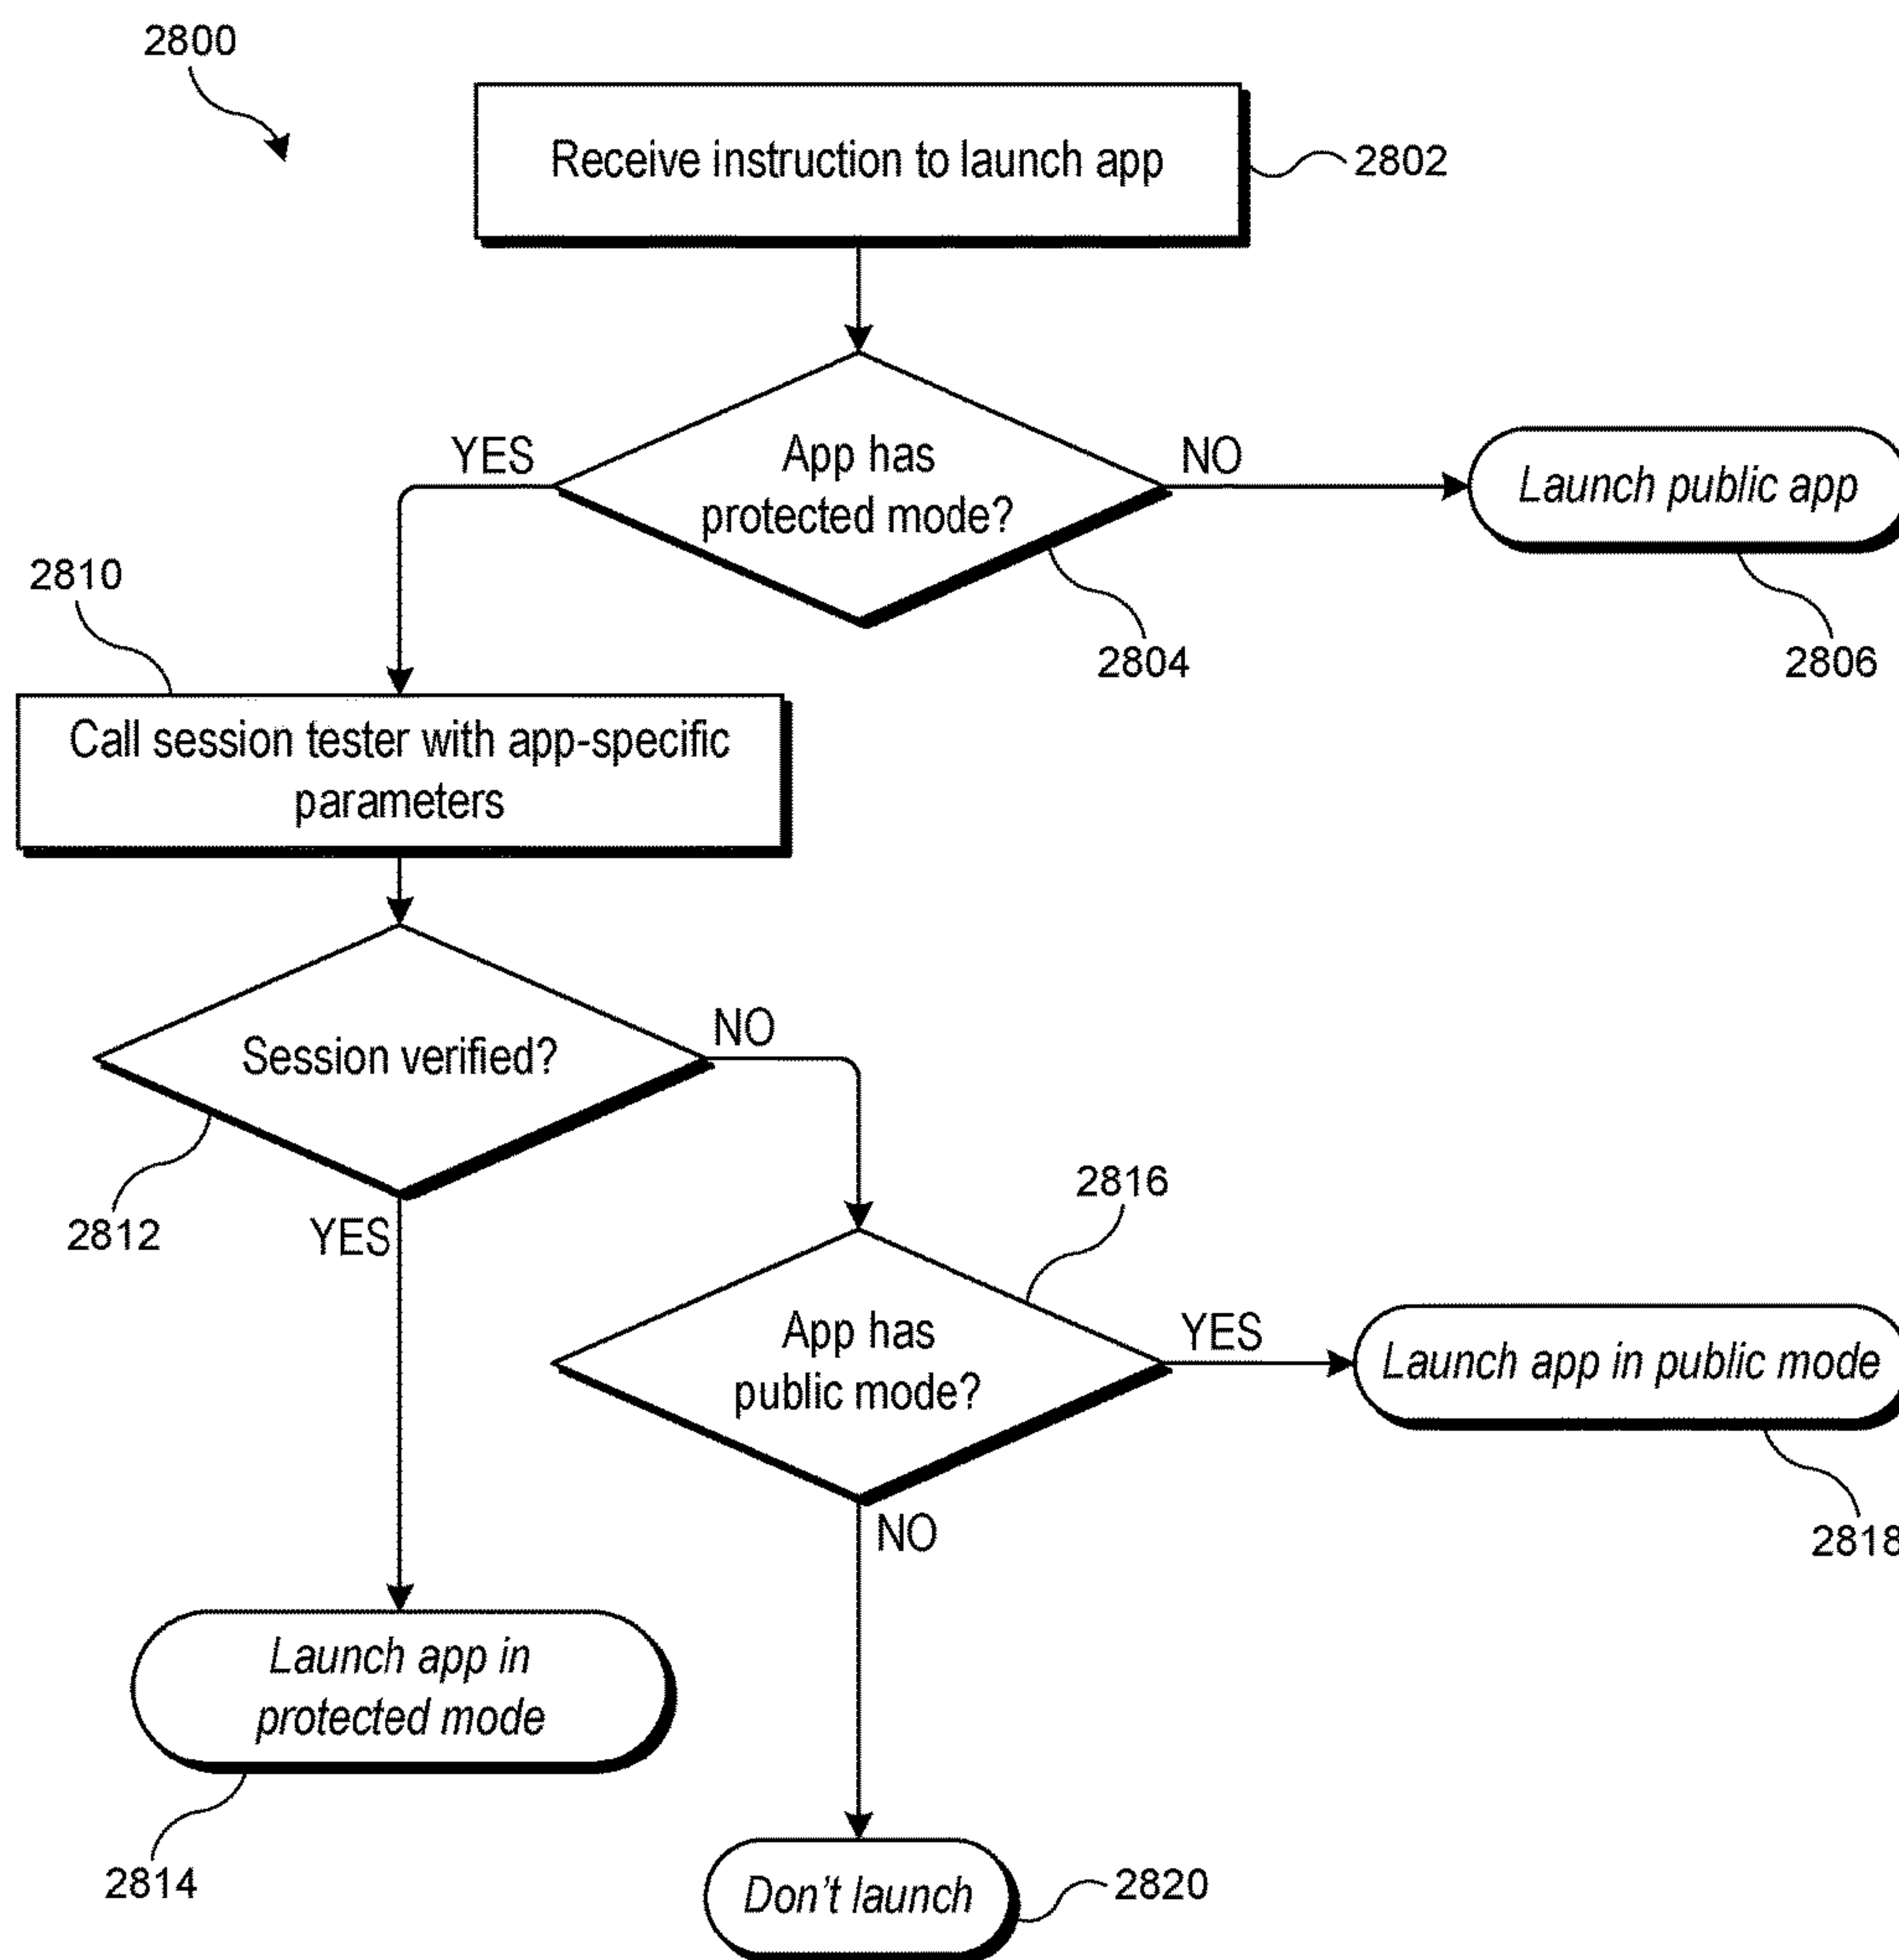 2800
Receive instruction to launch app
2802
YES
App has
protected mode?
NO
Launch public app
2804
2806
2810
Call session tester with app-specific
parameters
Session verified?
NO
2812
YES
2816
App has
public mode?
YES
Launch app in public mode
2818
NO
Launch app in
protected mode
2814
Don't launch
2820